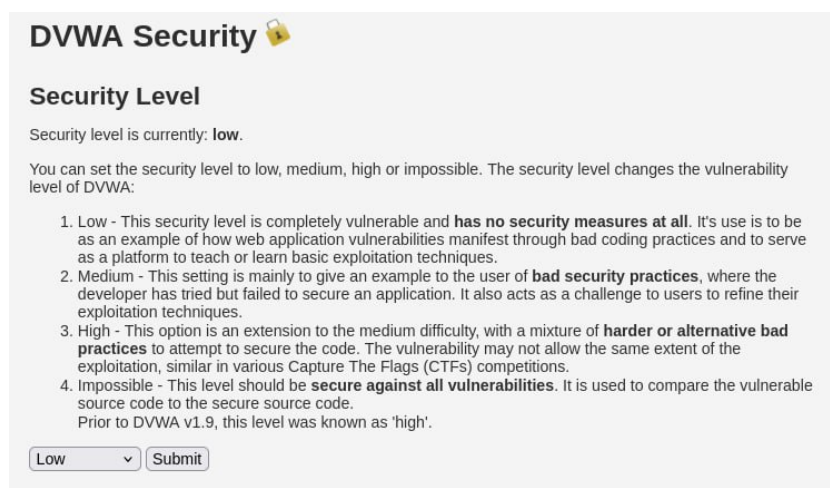 DVWA Security
Security Level
Security level is currently: low.
You can set the security level to low, medium, high or impossible. The security level changes the vulnerability
level of DVWA:
1. Low - This security level is completely vulnerable and has no security measures at all. It's use is to be
as an example of how web application vulnerabilities manifest through bad coding practices and to serve
as a platform to teach or learn basic exploitation techniques.
2. Medium - This setting is mainly to give an example to the user of bad security practices, where the
developer has tried but failed to secure an application. It also acts as a challenge to users to refine their
exploitation techniques.
3. High - This option is an extension to the medium difficulty, with a mixture of harder or alternative bad
practices to attempt to secure the code. The vulnerability may not allow the same extent of the
exploitation, similar in various Capture The Flags (CTFs) competitions.
4. Impossible - This level should be secure against all vulnerabilities. It is used to compare the vulnerable
source code to the secure source code.
Prior to DVWA v1.9, this level was known as 'high'.
Low Submit